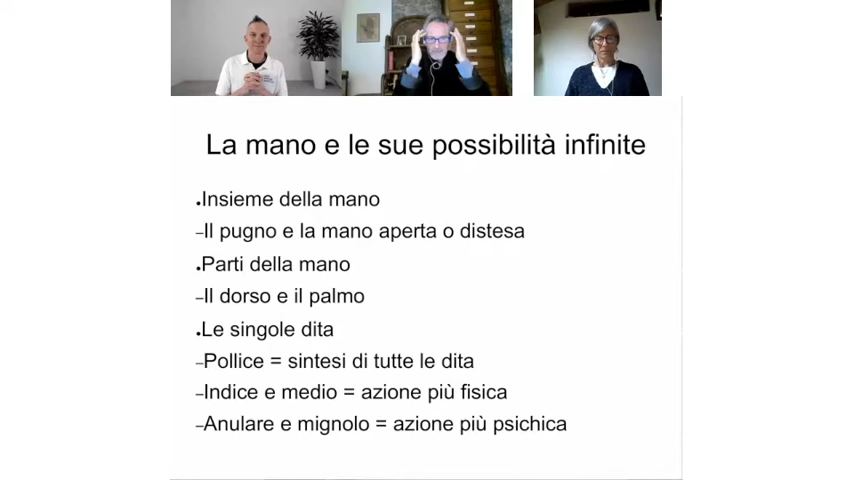 La mano e le sue possibilità infinite
•Insieme della mano
–Il pugno e la mano aperta o distesa
•Parti della mano
–Il dorso e il palmo
•Le singole dita
–Pollice = sintesi di tutte le dita
–Indice e medio = azione più fisica
–Anulare e mignolo = azione più psichica